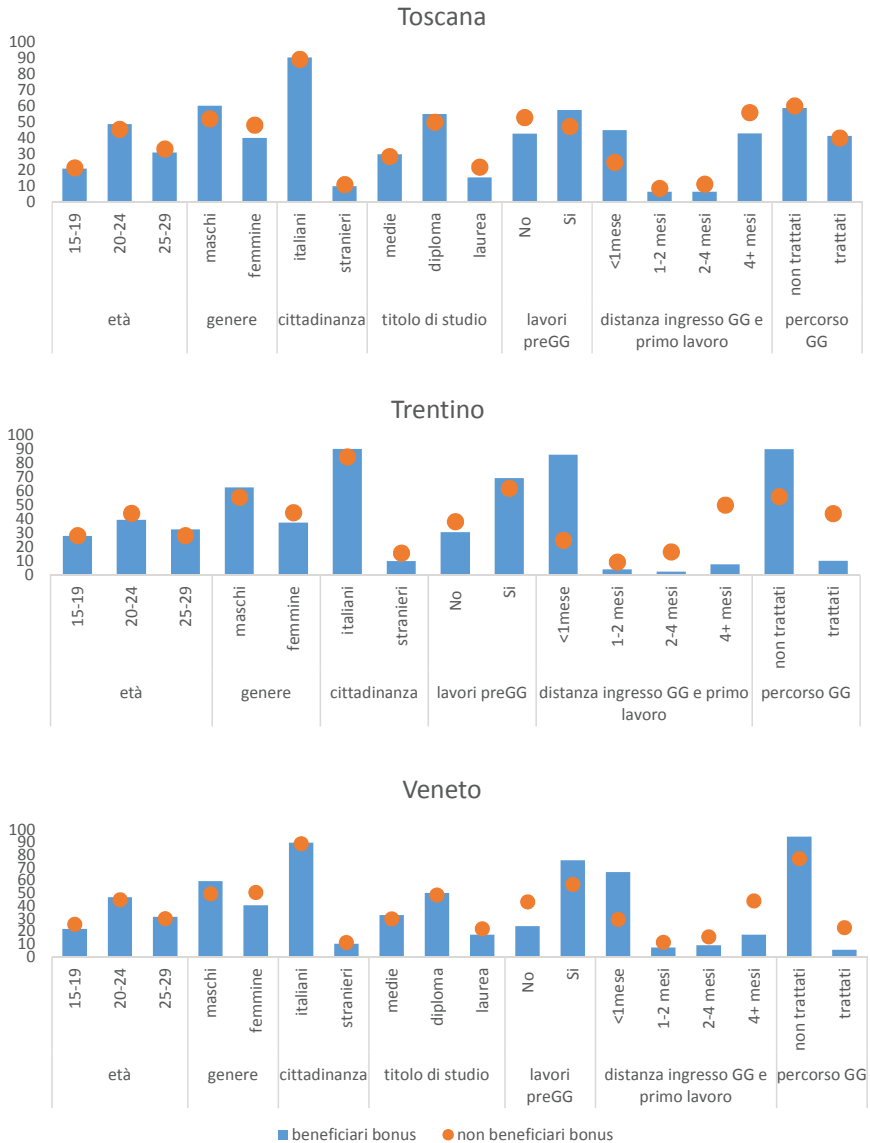 Toscana
100
90
80
70
60
50
40
30
20
10
0
15-19
20-24
25-29
maschi
femmine
italiani
stranieri
medie
diploma
laurea
No
Si
<1mese
1-2 mesi
2-4 mesi
4+ mesi
non trattati
trattati
età
genere
cittadinanza
titolo di studio
lavori
preGG
distanza ingresso GG e
primo lavoro
percorso
GG
Trentino
100
90
80
70
60
50
40
30
20
10
0
15-19
20-24
25-29
maschi
femmine
italiani
stranieri
No
Si
<1mese
1-2 mesi
2-4 mesi
4+ mesi
non trattati
trattati
età
genere
cittadinanza
lavori preGG
distanza ingresso GG e primo
lavoro
percorso GG
Veneto
100
90
80
70
60
50
40
30
20
10
0
15-19
20-24
25-29
maschi
femmine
italiani
stranieri
medie
diploma
laurea
No
Si
<1mese
1-2 mesi
2-4 mesi
4+ mesi
non trattati
trattati
età
genere
cittadinanza
titolo di studio
lavori
preGG
distanza ingresso GG e
primo lavoro
percorso GG
beneficiari bonus
non beneficiari bonus